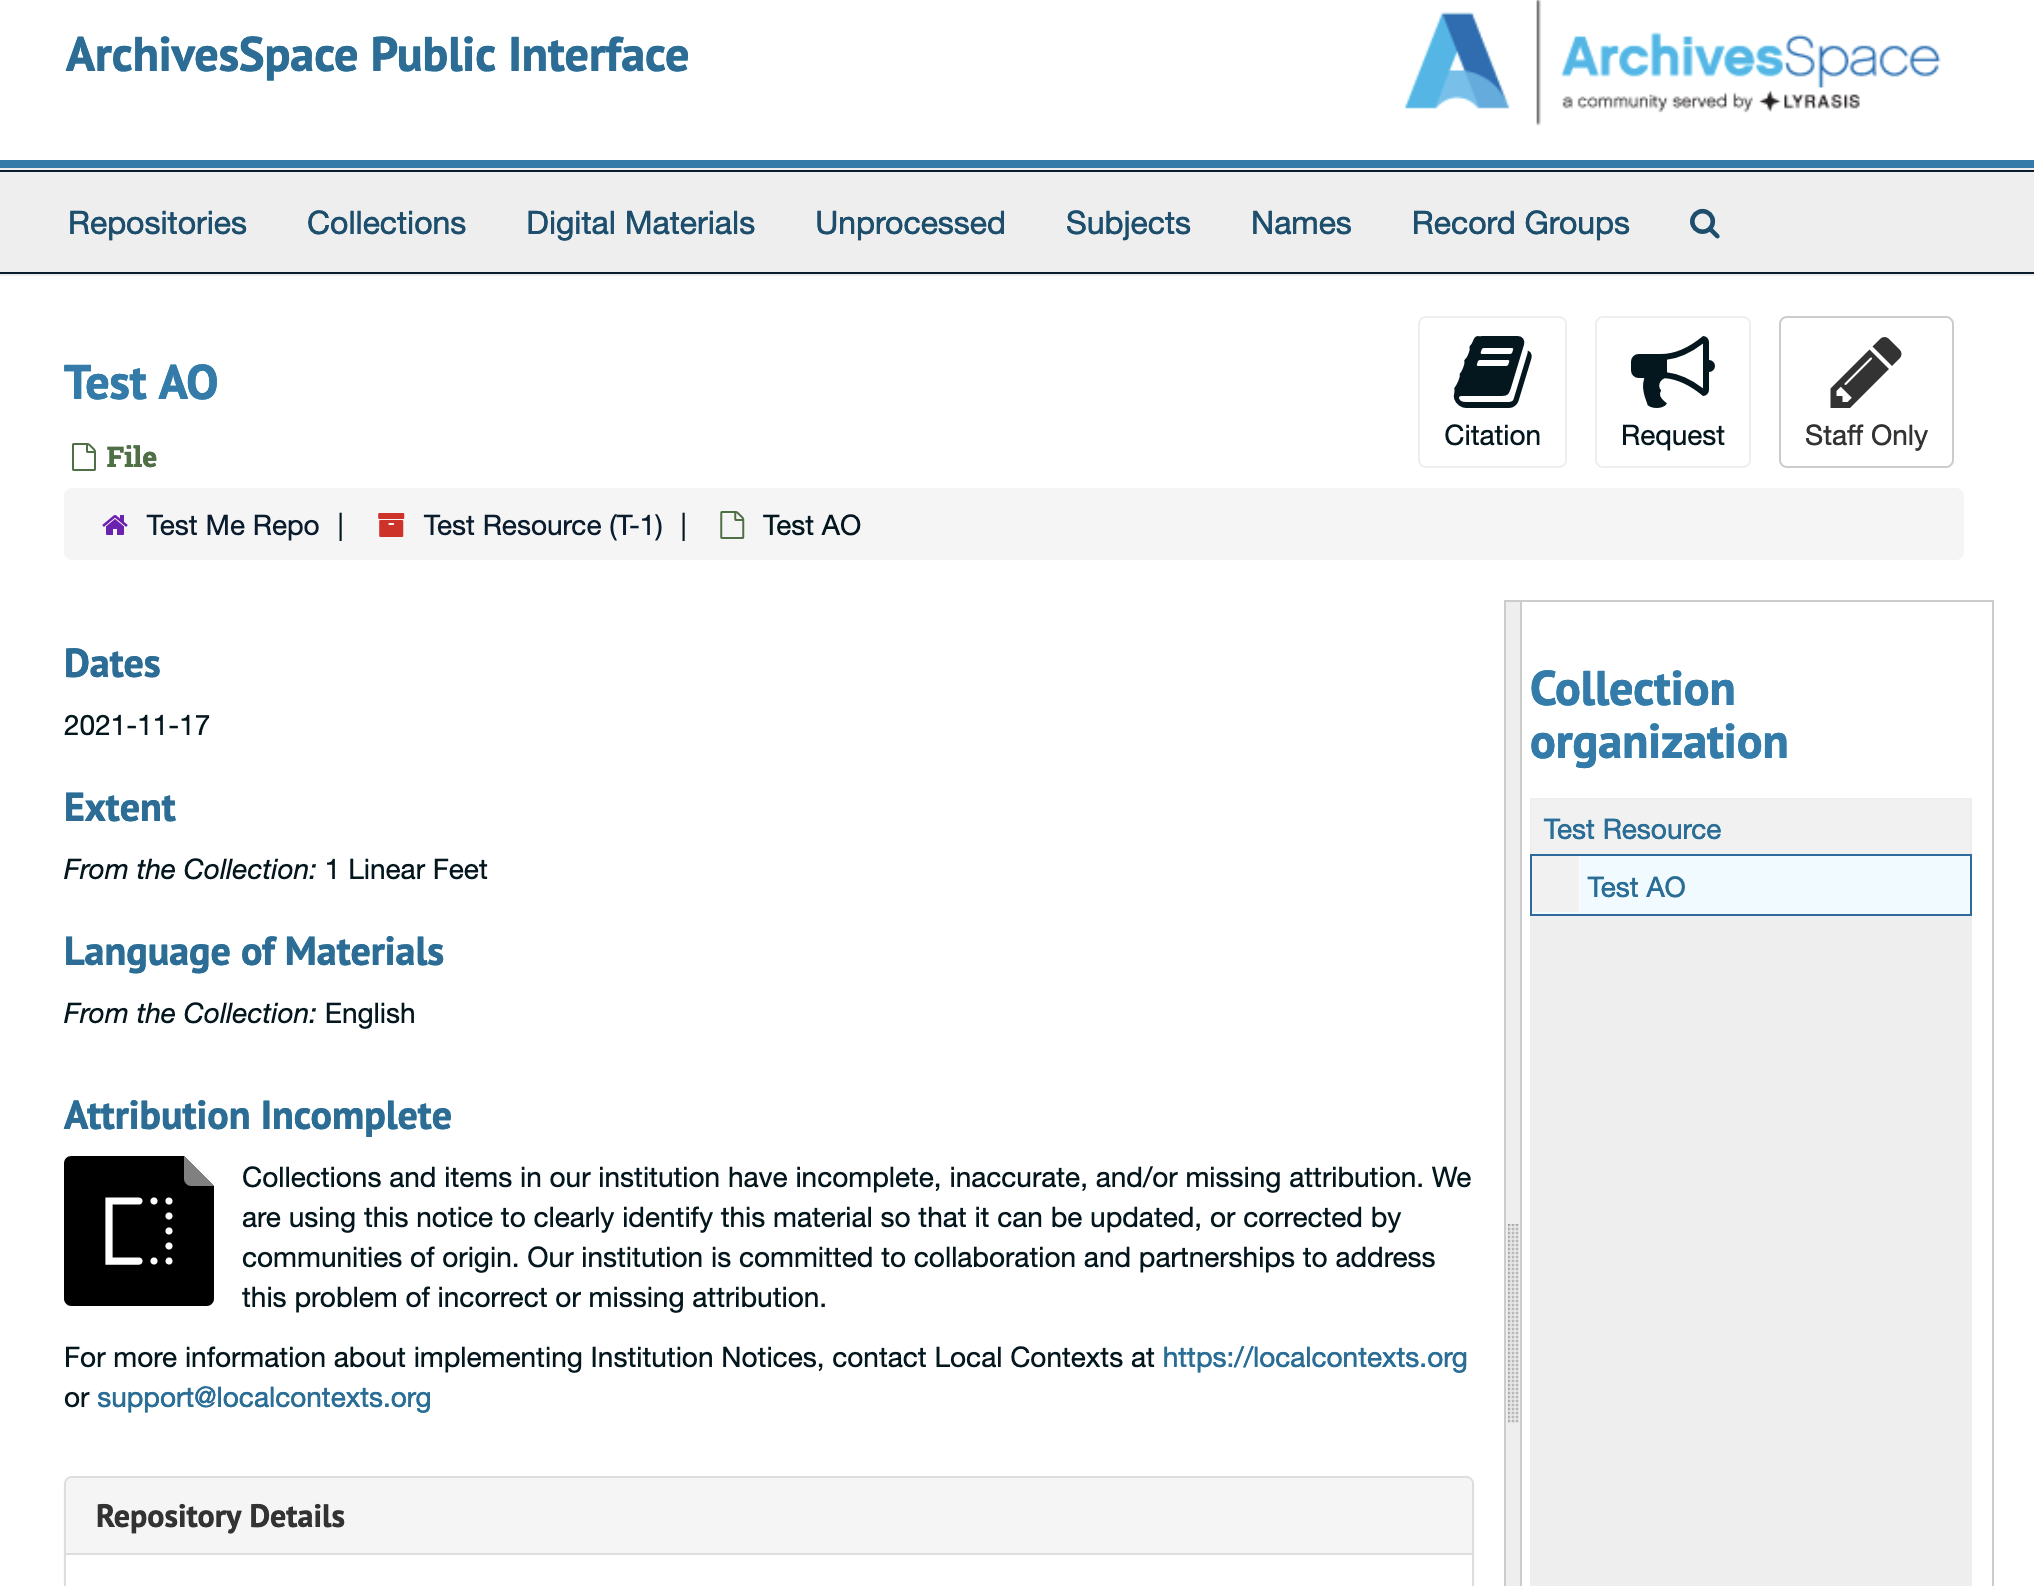 ArchivesSpace Public Interface
ArchivesSpace
a community served by LYRASIS
Repositories Collections Digital Materials Unprocessed Subjects Names Record Groups
Test AO
File
Citation
Request
Staff Only
Test Me Repo | Test Resource (T-1) | Test AO
Dates
2021-11-17
Extent
From the Collection: 1 Linear Feet
Language of Materials
From the Collection: English
Attribution Incomplete
Collections and items in our institution have incomplete, inaccurate, and/or missing attribution. We
are using this notice to clearly identify this material so that it can be updated, or corrected by
communities of origin. Our institution is committed to collaboration and partnerships to address
this problem of incorrect or missing attribution.
For more information about implementing Institution Notices, contact Local Contexts at https://localcontexts.org
or support@localcontexts.org
Repository Details
Collection
organization
Test Resource
Test AO